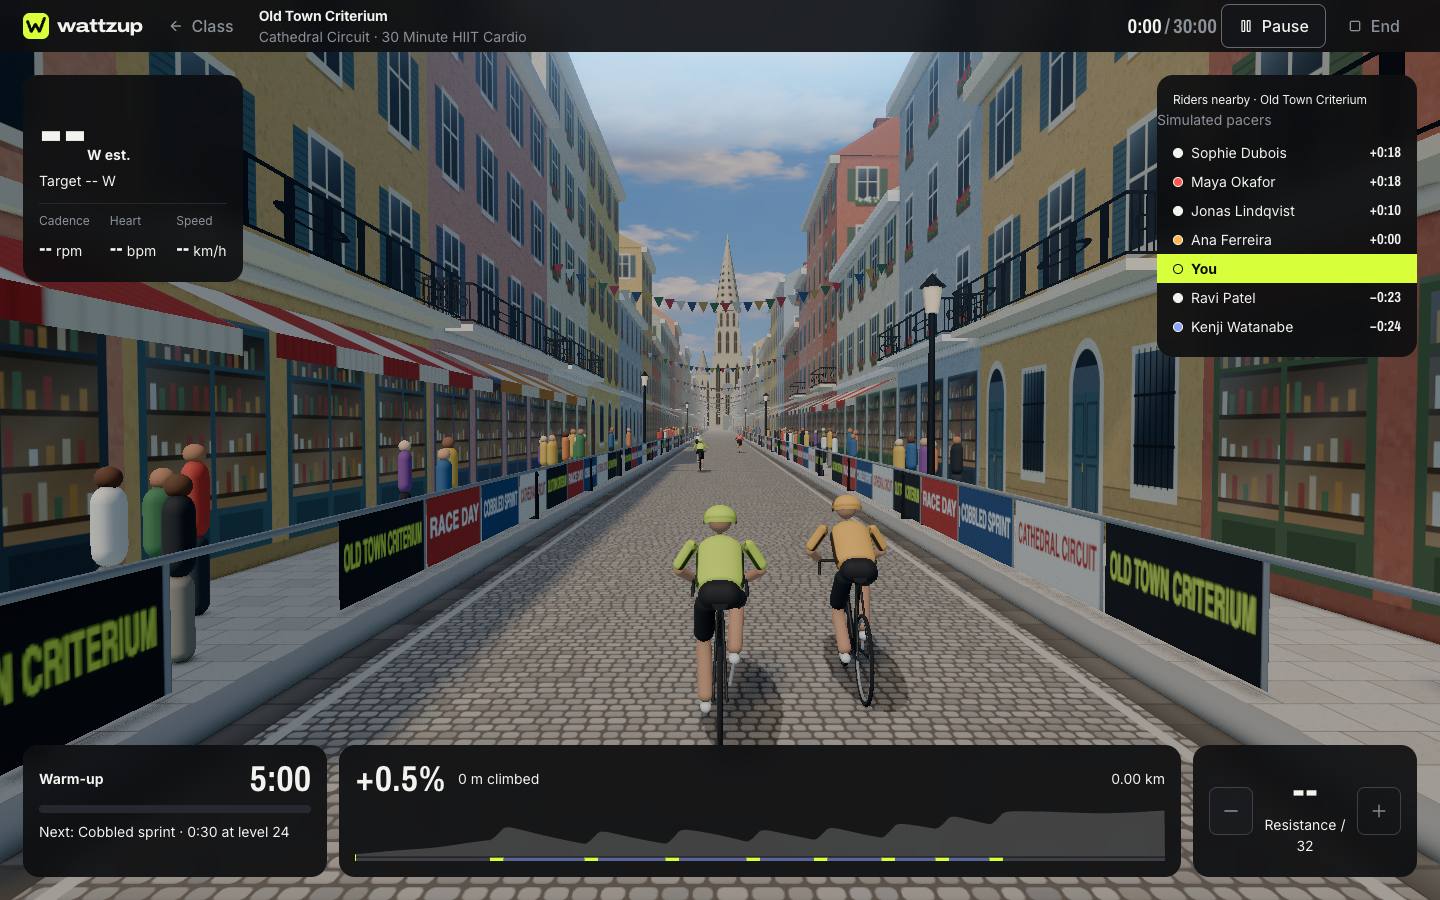 wattzup
Class
Old Town Criterium
Cathedral Circuit · 30 Minute HIIT Cardio
0:00 / 30:00
Pause
End
-- W est.
Target -- W
Cadence Heart Speed
-- rpm -- bpm -- km/h
Riders nearby · Old Town Criterium
Simulated pacers
Sophie Dubois +0:18
Maya Okafor +0:18
Jonas Lindqvist +0:10
Ana Ferreira +0:00
You
Ravi Patel −0:23
Kenji Watanabe −0:24
OLD TOWN CRITERIUM
RACE DAY
COBBLED SPRINT
RACE DAY
COBBLED SPRINT
CATHEDRAL CIRCUIT
OLD TOWN CRITERIUM
N CRITERIUM
Warm-up 5:00
Next: Cobbled sprint · 0:30 at level 24
+0.5% 0 m climbed 0.00 km
--
Resistance /
32